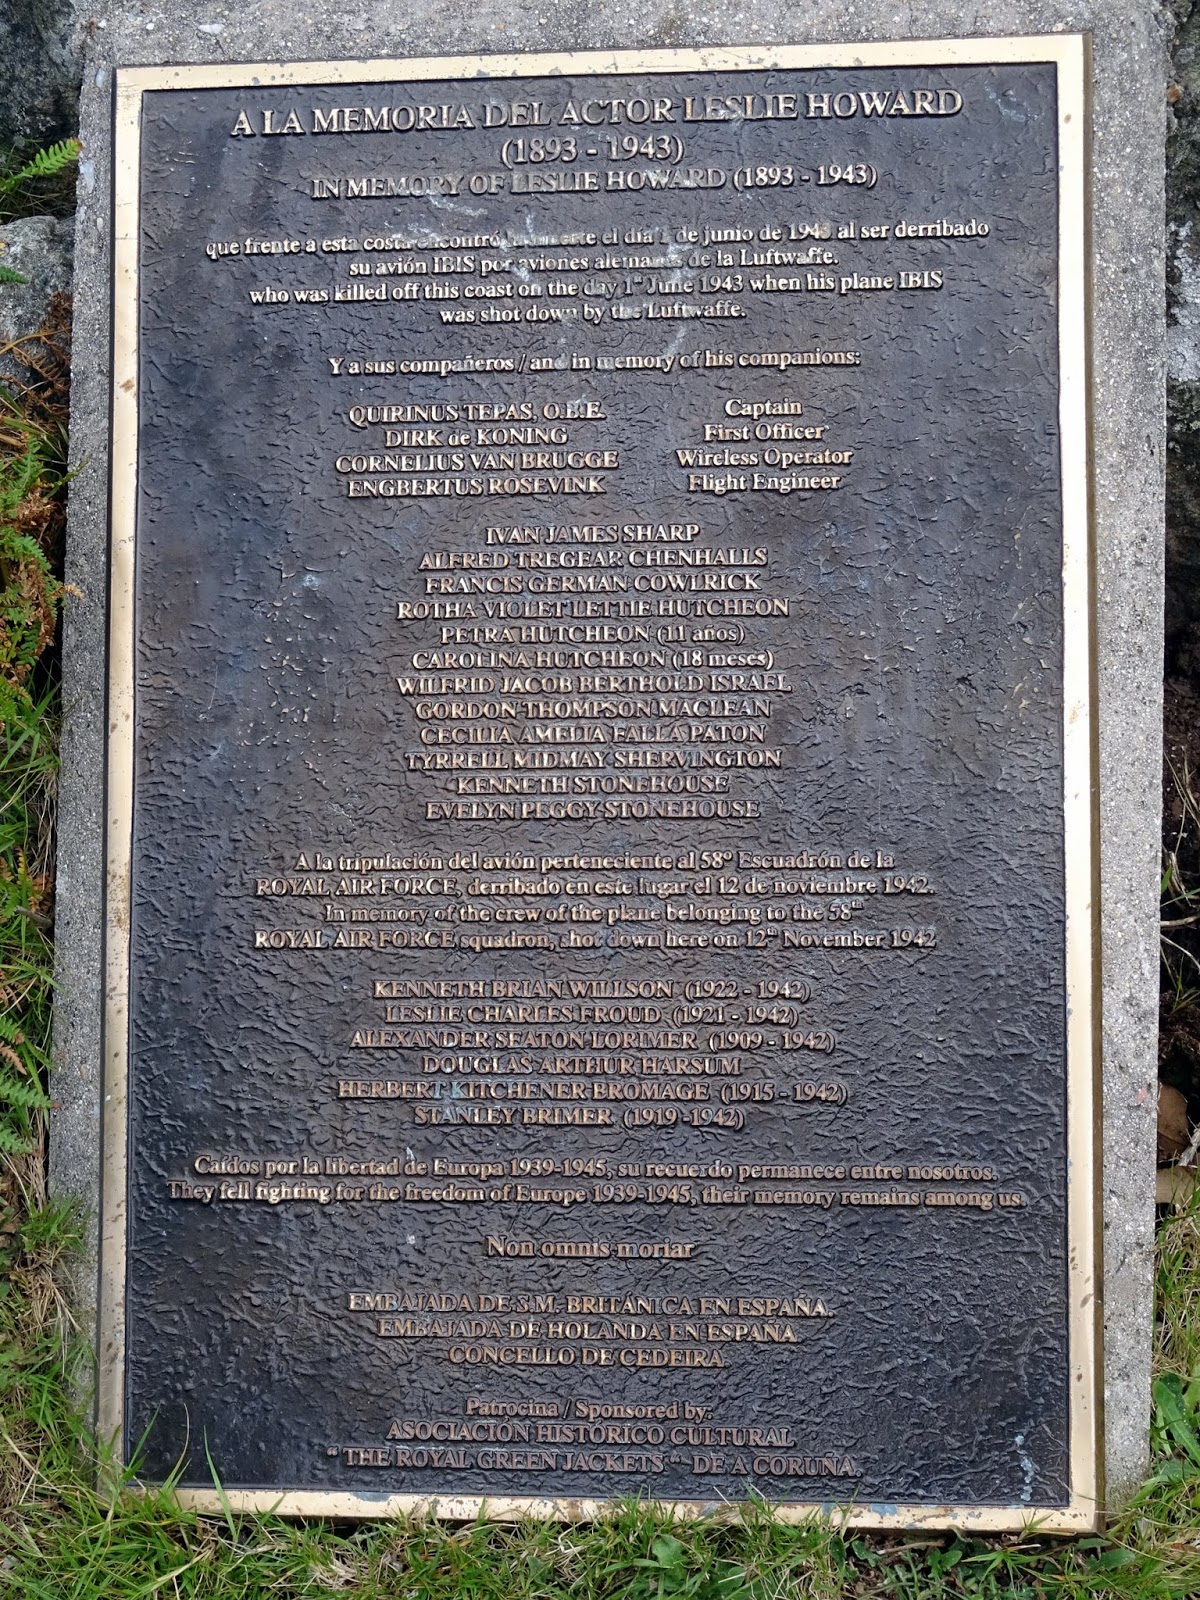 A LA MEMORIA DEL ACTOR LESLIE HOWARD
(1893 - 1943)
IN MEMORY OF LESLIE HOWARD (1893 - 1943)
que frente a esta costa encontró la muerte el día 1 de junio de 1943 al ser derribado
su avión IBIS por aviones alemanes de la Luftwaffe.
who was killed off this coast on the day 1st June 1943 when his plane IBIS
was shot down by the Luftwaffe.
Y a sus compañeros / and in memory of his companions:
QUIRINUS TEPAS, O.B.E. Captain
DIRK de KONING First Officer
CORNELIUS VAN BRUGGE Wireless Operator
ENGBERTUS ROSEVINK Flight Engineer
IVAN JAMES SHARP
ALFRED TREGEAR CHENHALLS
FRANCIS GERMAN COWLRICK
ROTHA VIOLET LETTIE HUTCHEON
PETRA HUTCHEON (11 años)
CAROLINA HUTCHEON (18 meses)
WILFRID JACOB BERTHOLD ISRAEL
GORDON THOMPSON MACLEAN
CECILIA AMELIA FALLA PATON
TYRRELL MIDMAY SHERVINGTON
KENNETH STONEHOUSE
EVELYN PEGGY STONEHOUSE
A la tripulación del avión perteneciente al 58º Escuadrón de la
ROYAL AIR FORCE, derribado en este lugar el 12 de noviembre 1942.
In memory of the crew of the plane belonging to the 58th
ROYAL AIR FORCE squadron, shot down here on 12th November 1942
KENNETH BRIAN WILLSON (1922 - 1942)
LESLIE CHARLES FROUD (1921 - 1942)
ALEXANDER SEATON LORIMER (1909 - 1942)
DOUGLAS ARTHUR HARSUM
HERBERT KITCHENER BROMAGE (1915 - 1942)
STANLEY BRIMER (1919 -1942)
Caídos por la libertad de Europa 1939-1945, su recuerdo permanece entre nosotros.
They fell fighting for the freedom of Europe 1939-1945, their memory remains among us
Non omnis moriar
EMBAJADA DE S.M. BRITÁNICA EN ESPAÑA.
EMBAJADA DE HOLANDA EN ESPAÑA
CONCELLO DE CEDEIRA
Patrocina / Sponsored by:
ASOCIACIÓN HISTÓRICO CULTURAL
“ THE ROYAL GREEN JACKETS“ DE A CORUÑA.